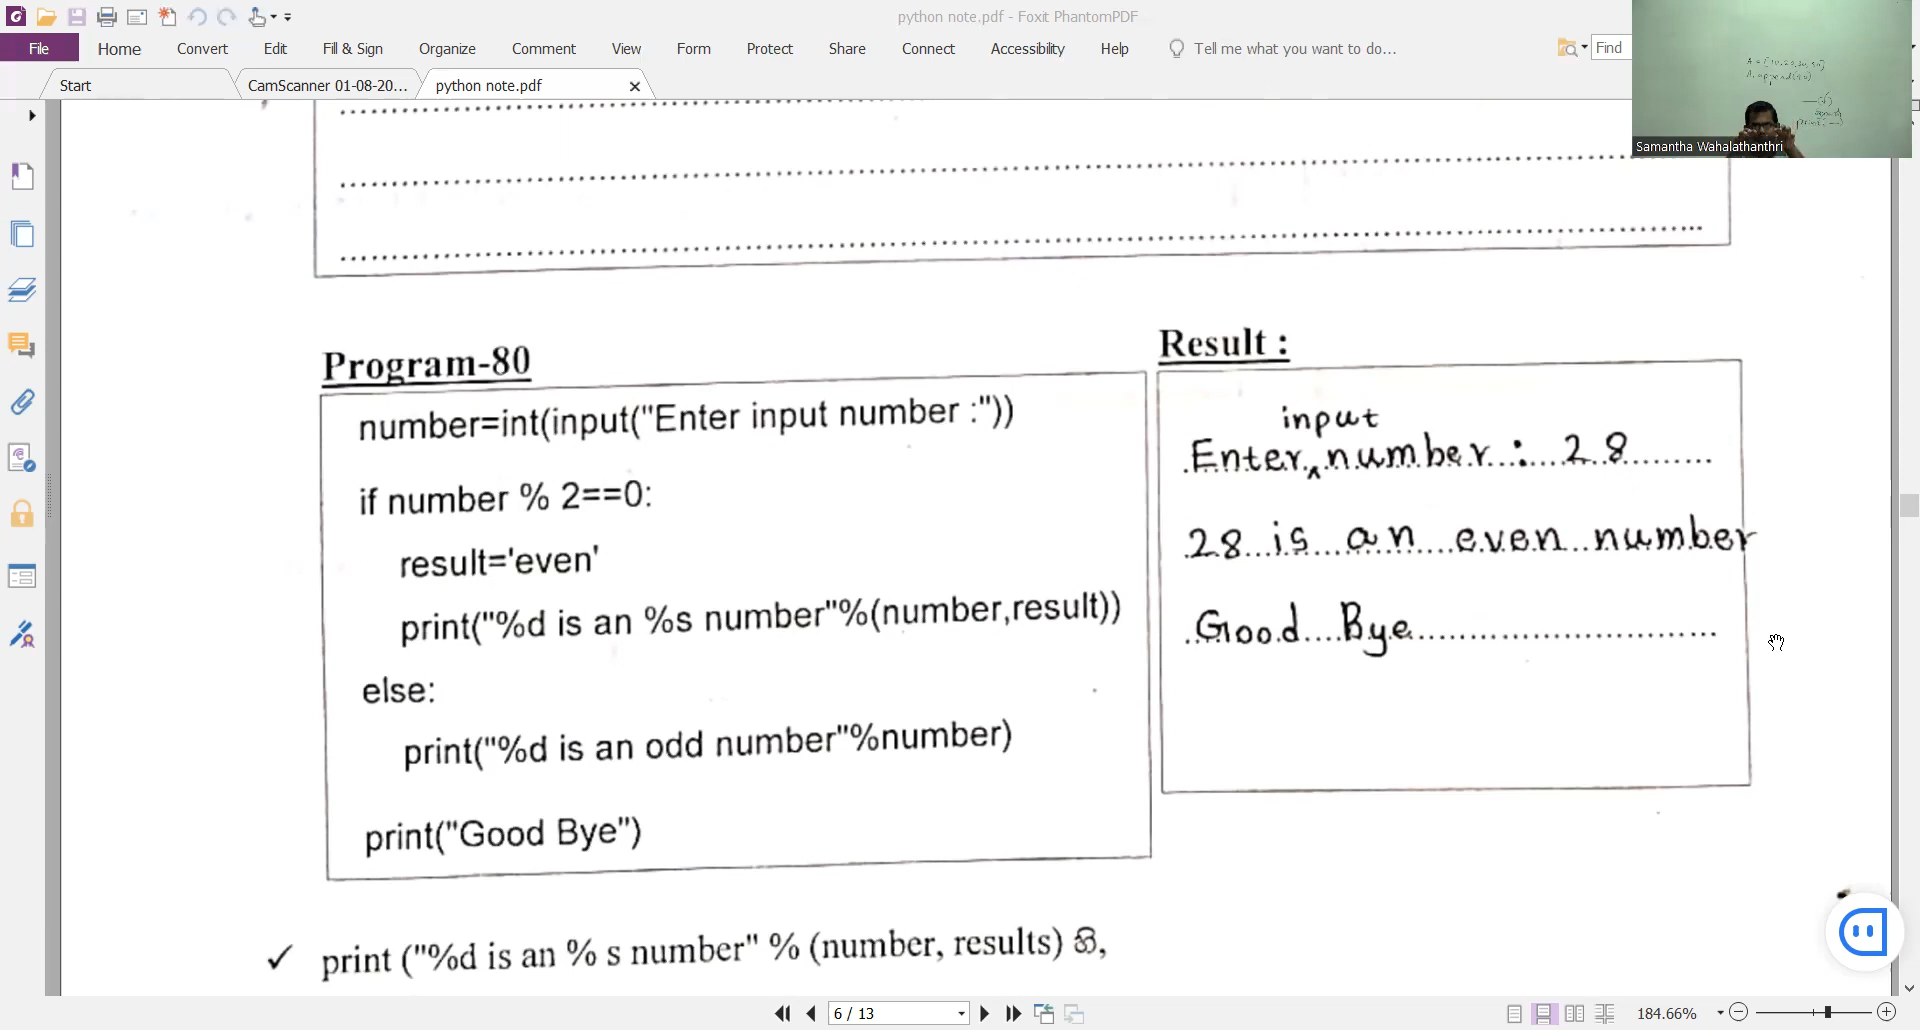 python note.pdf - Foxit PhantomPDF
File Home Convert Edit Fill & Sign Organize Comment View Form Protect Share Connect Accessibility Help Tell me what you want to do... Find
Start CamScanner 01-08-20... python note.pdf
A.append(
Samantha Wahalathanthri
Program-80
number=int(input("Enter input number :"))
if number % 2==0:
result='even'
print("%d is an %s number"%(number,result))
else:
print("%d is an odd number"%number)
print("Good Bye")
Result :
input
Enter number : 28
28 is an even number
Good Bye
✓ print ("%d is an % s number" % (number, results) හි,
6 / 13
184.66%